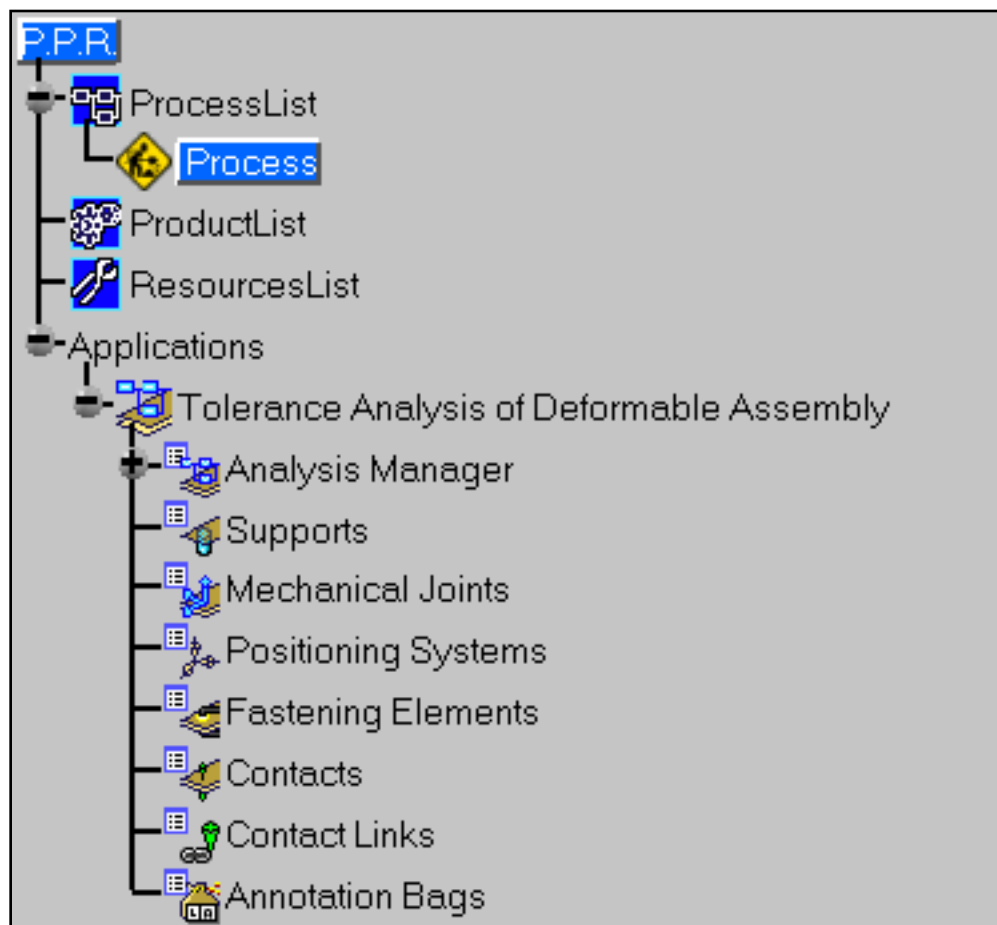 P.P.R.
ProcessList
Process
ProductList
ResourcesList
Applications
Tolerance Analysis of Deformable Assembly
Analysis Manager
Supports
Mechanical Joints
Positioning Systems
Fastening Elements
Contacts
Contact Links
Annotation Bags